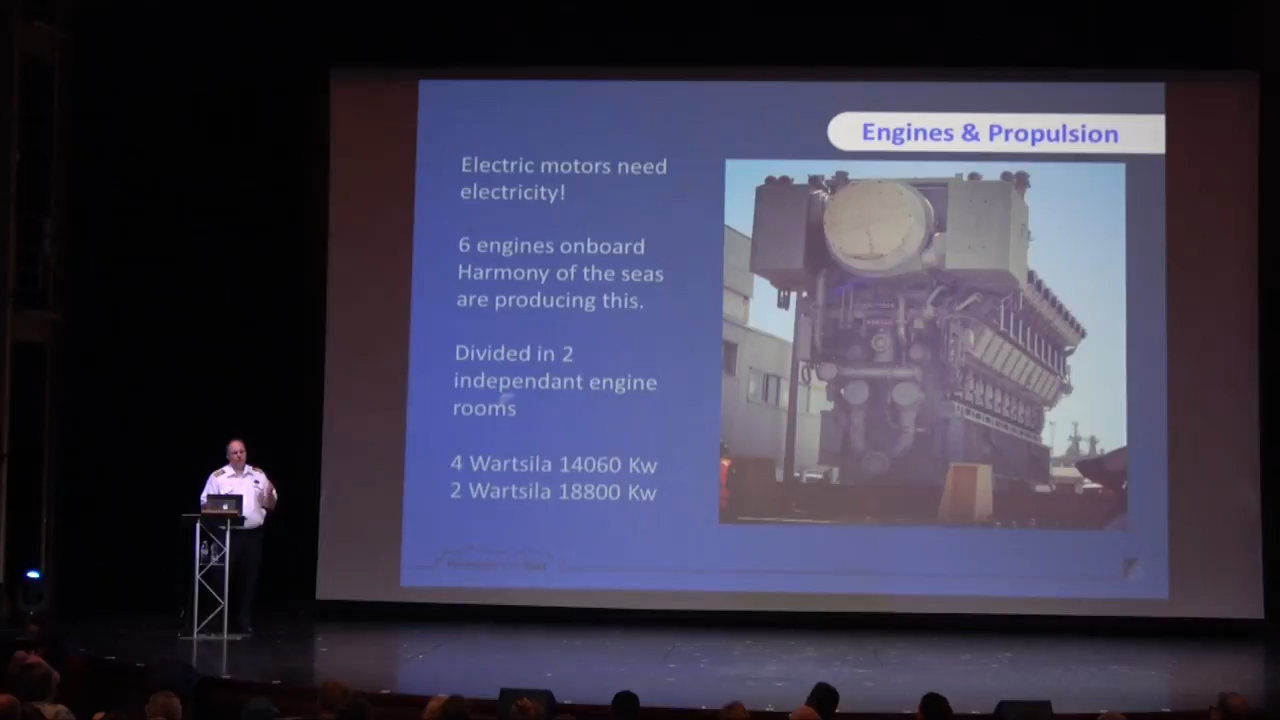 Engines & Propulsion
Electric motors need
electricity!
6 engines onboard
Harmony of the seas
are producing this.
Divided in 2
independant engine
rooms
4 Wartsila 14060 Kw
2 Wartsila 18800 Kw